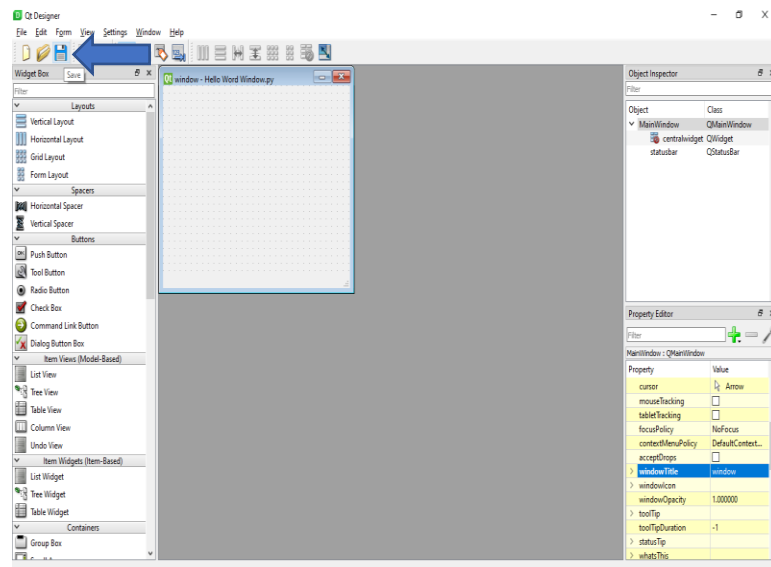 Qt Designer
File Edit Form View Settings Window Help
Widget Box
Save
Filter
Layouts
Vertical Layout
Horizontal Layout
Grid Layout
Form Layout
Spacers
Horizontal Spacer
Vertical Spacer
Buttons
Push Button
Tool Button
Radio Button
Check Box
Command Link Button
Dialog Button Box
Item Views (Model-Based)
List View
Tree View
Table View
Column View
Undo View
Item Widgets (Item-Based)
List Widget
Tree Widget
Table Widget
Containers
Group Box
window - Hello Word Window.py
Object Inspector
Filter
Object Class
MainWindow QMainWindow
centralwidget QWidget
statusbar QStatusBar
Property Editor
Filter
MainWindow : QMainWindow
Property Value
cursor Arrow
mouseTracking
tabletTracking
focusPolicy NoFocus
contextMenuPolicy DefaultContext...
acceptDrops
windowTitle window
windowIcon
windowOpacity 1.000000
toolTip
toolTipDuration -1
statusTip
whatsThis